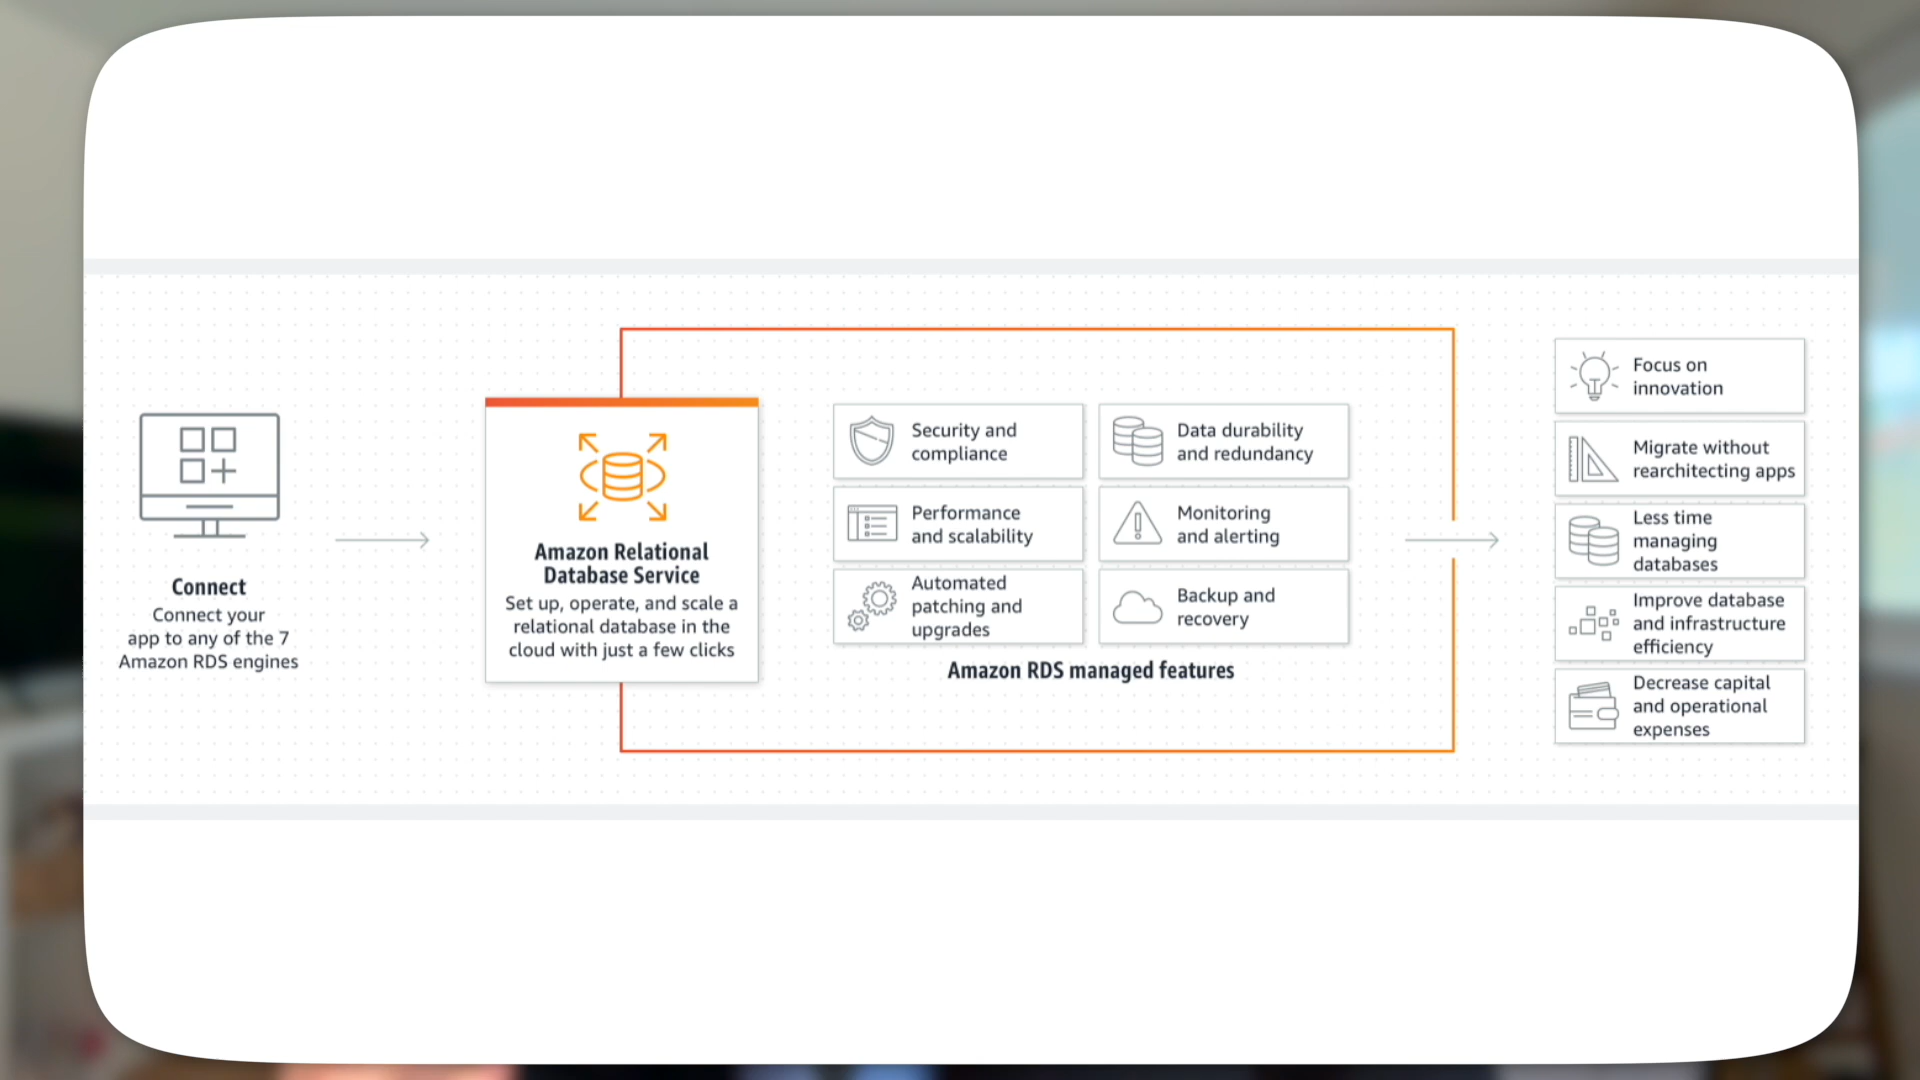 Connect
Connect your
app to any of the 7
Amazon RDS engines
Amazon Relational
Database Service
Set up, operate, and scale a
relational database in the
cloud with just a few clicks
Security and
compliance
Data durability
and redundancy
Performance
and scalability
Monitoring
and alerting
Automated
patching and
upgrades
Backup and
recovery
Amazon RDS managed features
Focus on
innovation
Migrate without
rearchitecting apps
Less time
managing
databases
Improve database
and infrastructure
efficiency
Decrease capital
and operational
expenses